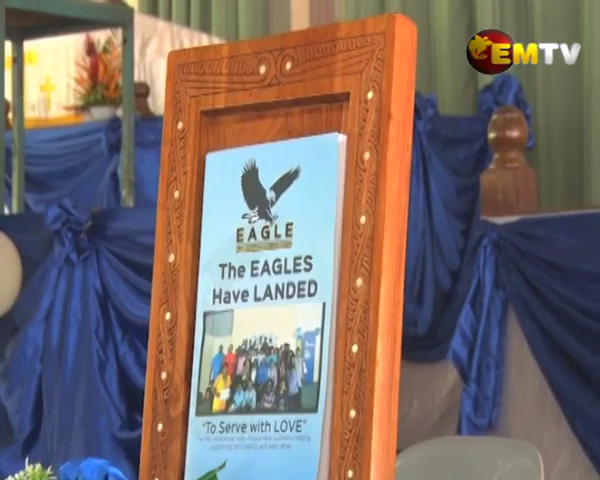 EMTV
EAGLE
The EAGLES
Have LANDED
"To Serve with LOVE"